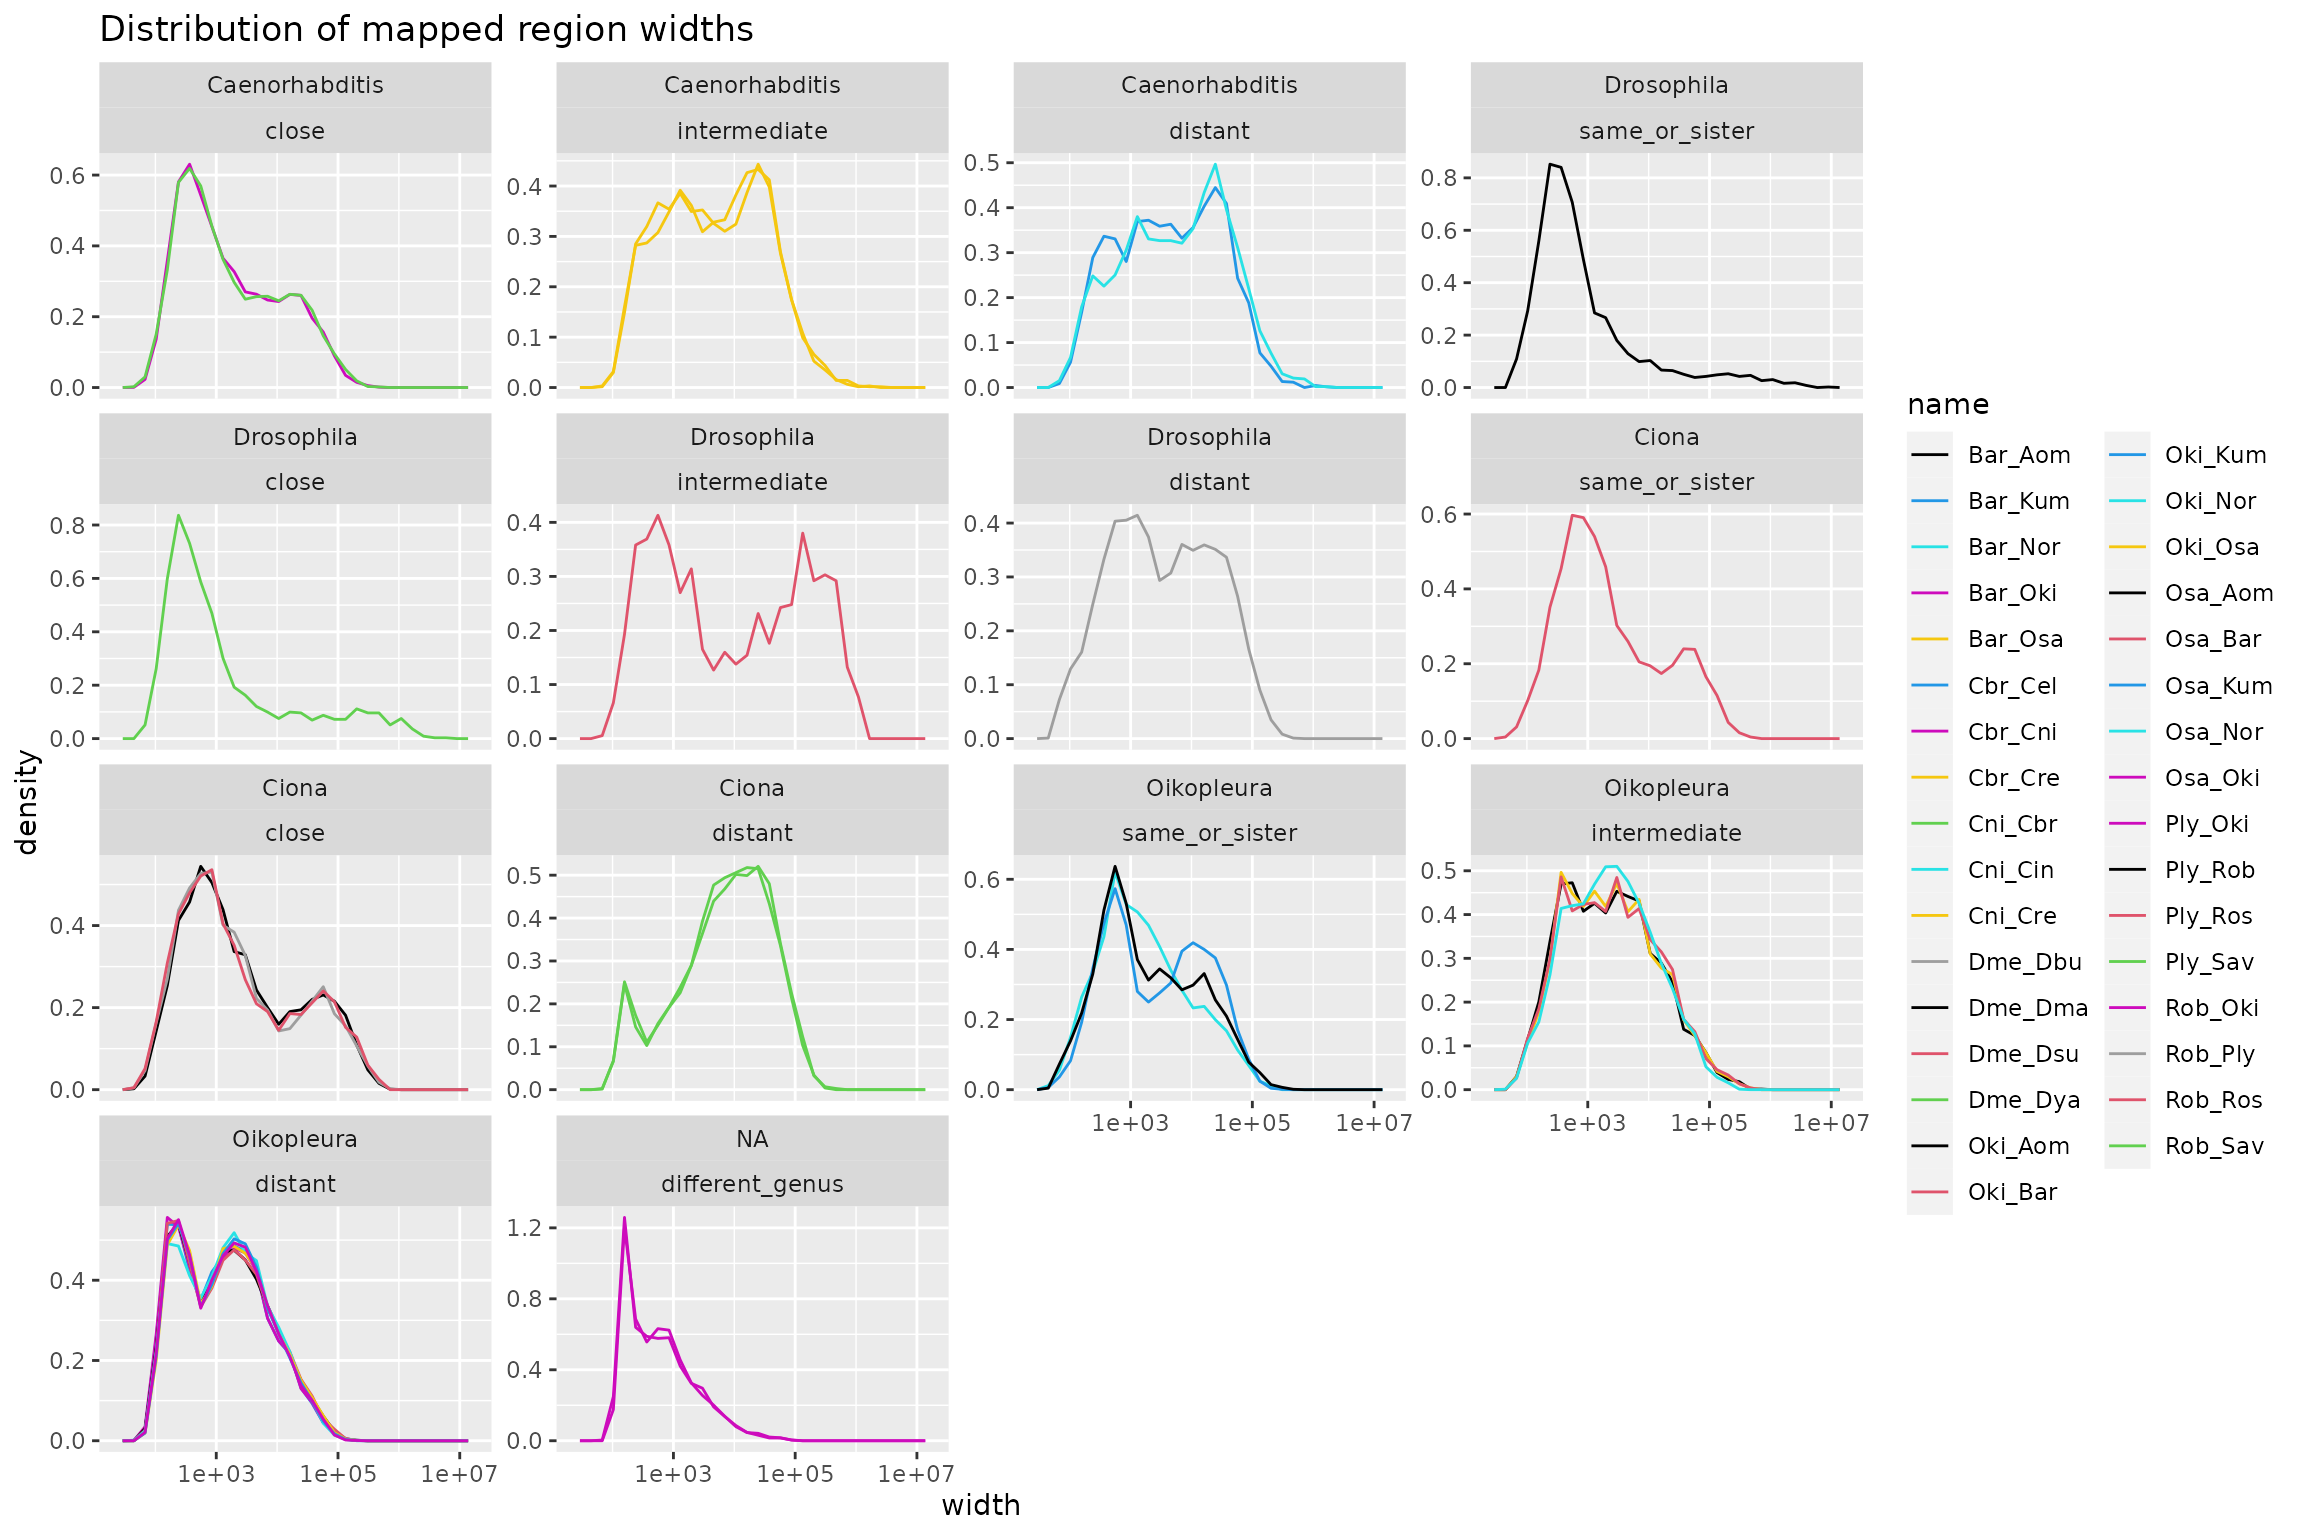 Distribution of mapped region widths
Caenorhabditis
close
0.0
0.2
0.4
0.6
Caenorhabditis
intermediate
0.0
0.1
0.2
0.3
0.4
Caenorhabditis
distant
0.0
0.1
0.2
0.3
0.4
0.5
Drosophila
same_or_sister
0.0
0.2
0.4
0.6
0.8
Drosophila
close
0.0
0.2
0.4
0.6
0.8
Drosophila
intermediate
0.0
0.1
0.2
0.3
0.4
Drosophila
distant
0.0
0.1
0.2
0.3
0.4
Ciona
same_or_sister
0.0
0.2
0.4
0.6
Ciona
close
0.0
0.2
0.4
Ciona
distant
0.0
0.1
0.2
0.3
0.4
0.5
Oikopleura
same_or_sister
0.0
0.2
0.4
0.6
1e+03 1e+05 1e+07
Oikopleura
intermediate
0.0
0.1
0.2
0.3
0.4
0.5
1e+03 1e+05 1e+07
Oikopleura
distant
0.0
0.2
0.4
1e+03 1e+05 1e+07
NA
different_genus
0.0
0.4
0.8
1.2
1e+03 1e+05 1e+07
density
width
name
Bar_Aom
Bar_Kum
Bar_Nor
Bar_Oki
Bar_Osa
Cbr_Cel
Cbr_Cni
Cbr_Cre
Cni_Cbr
Cni_Cin
Cni_Cre
Dme_Dbu
Dme_Dma
Dme_Dsu
Dme_Dya
Oki_Aom
Oki_Bar
Oki_Kum
Oki_Nor
Oki_Osa
Osa_Aom
Osa_Bar
Osa_Kum
Osa_Nor
Osa_Oki
Ply_Oki
Ply_Rob
Ply_Ros
Ply_Sav
Rob_Oki
Rob_Ply
Rob_Ros
Rob_Sav